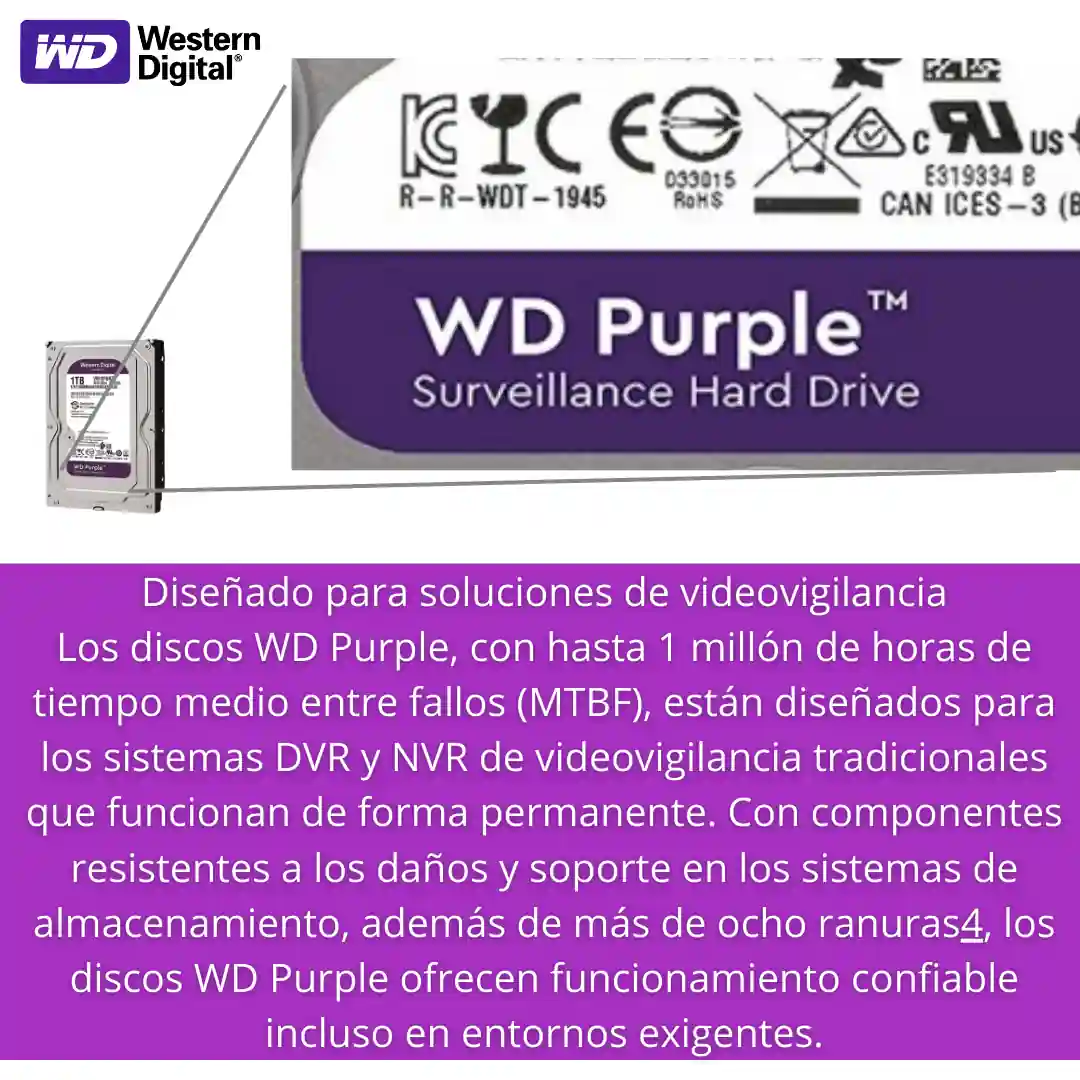 WD Western
Digital®
R-R-WDT-1945
033015
RoHS
C US
E319334 B
CAN ICES-3 (B
WD Purple™
Surveillance Hard Drive
Western Digital
1TB
WD Purple™
Diseñado para soluciones de videovigilancia
Los discos WD Purple, con hasta 1 millón de horas de
tiempo medio entre fallos (MTBF), están diseñados para
los sistemas DVR y NVR de videovigilancia tradicionales
que funcionan de forma permanente. Con componentes
resistentes a los daños y soporte en los sistemas de
almacenamiento, además de más de ocho ranuras4, los
discos WD Purple ofrecen funcionamiento confiable
incluso en entornos exigentes.